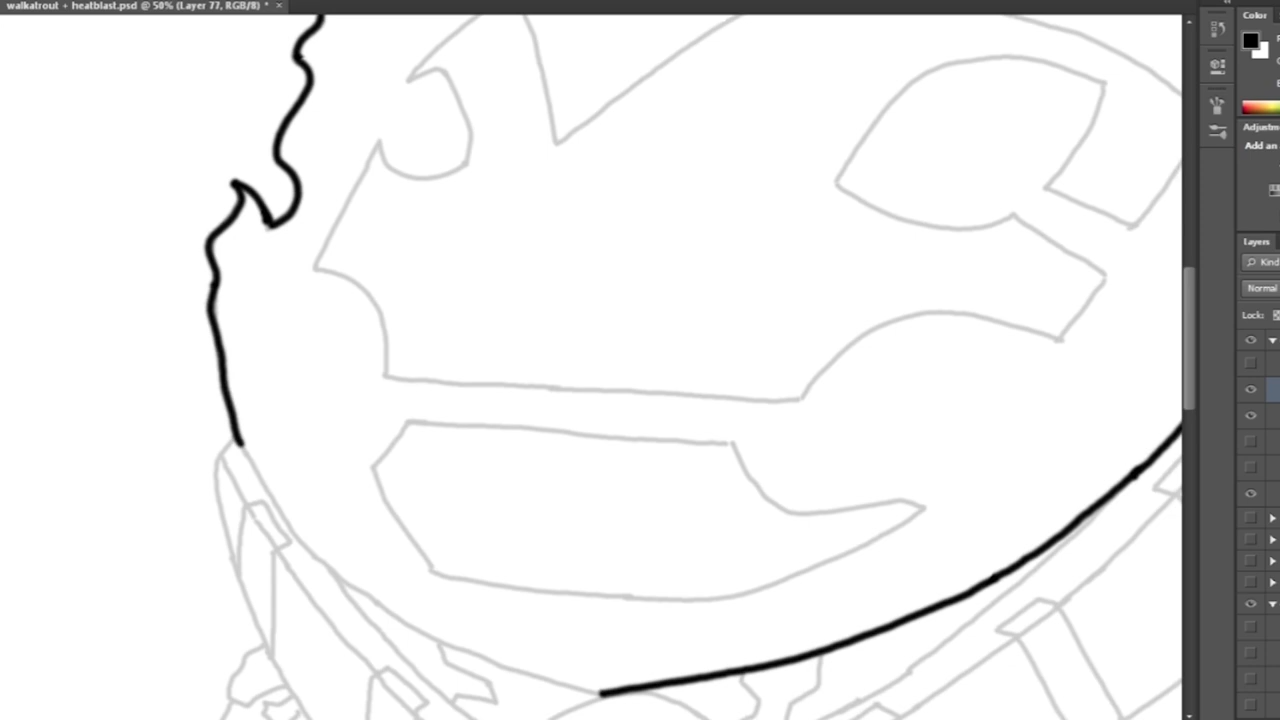 walkatrout + heatblast.psd @ 50% (Layer 77, RGB/8) * ×
Color
Adjustm
Add an
Layers
Kind
Normal
Lock: